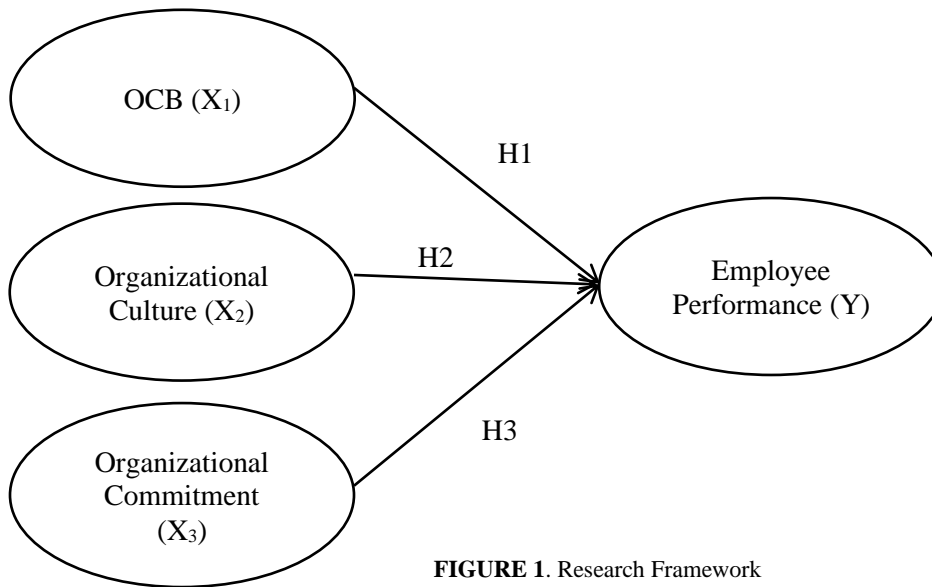 OCB (X₁)
H1
Organizational
Culture (X₂)
H2
Employee
Performance (Y)
H3
Organizational
Commitment
(X₃)
FIGURE 1. Research Framework